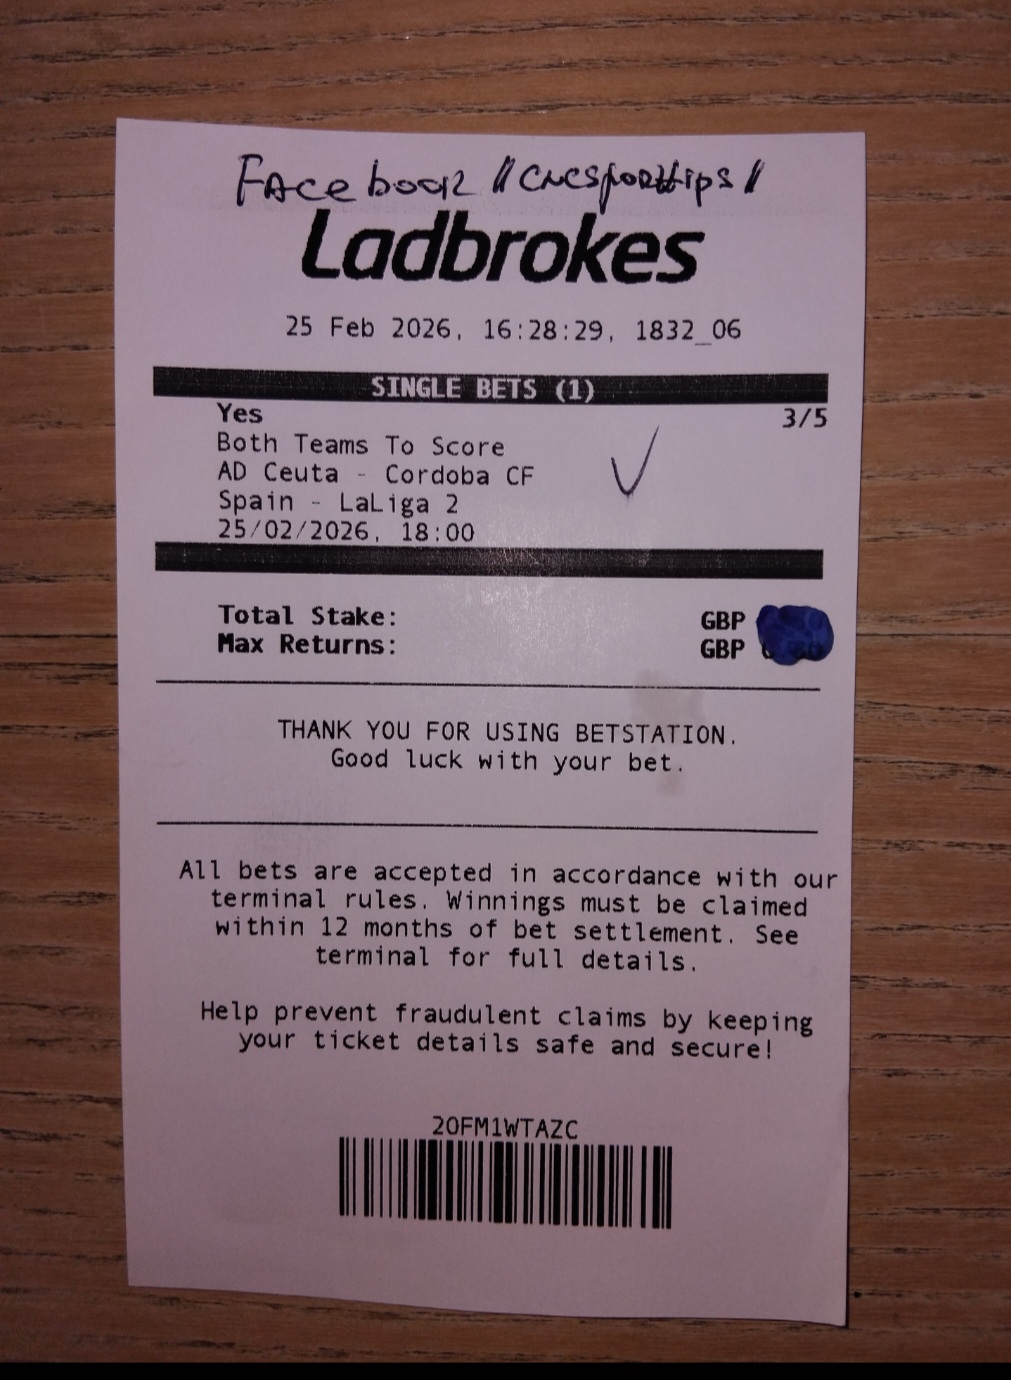 Facebook //cncsporttips//
Ladbrokes
25 Feb 2026, 16:28:29, 1832_06
SINGLE BETS (1)
Yes 3/5
Both Teams To Score
AD Ceuta - Cordoba CF
Spain - LaLiga 2
25/02/2026, 18:00
Total Stake: GBP
Max Returns: GBP
THANK YOU FOR USING BETSTATION.
Good luck with your bet.
All bets are accepted in accordance with our
terminal rules. Winnings must be claimed
within 12 months of bet settlement. See
terminal for full details.
Help prevent fraudulent claims by keeping
your ticket details safe and secure!
2OFM1WTAZC